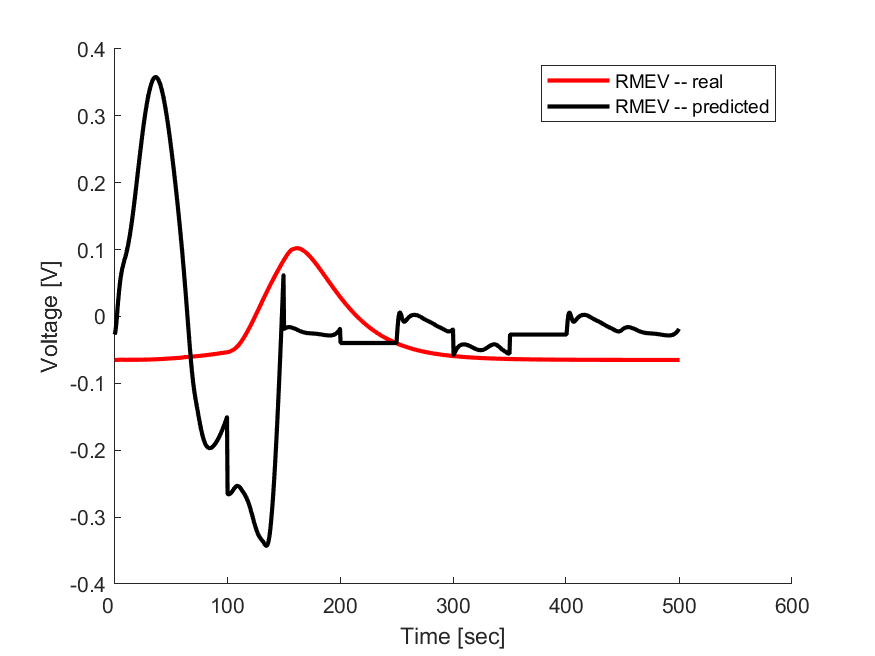 0.4
0.3
0.2
0.1
0
-0.1
-0.2
-0.3
-0.4
Voltage [V]
0 100 200 300 400 500 600
Time [sec]
RMEV -- real
RMEV -- predicted